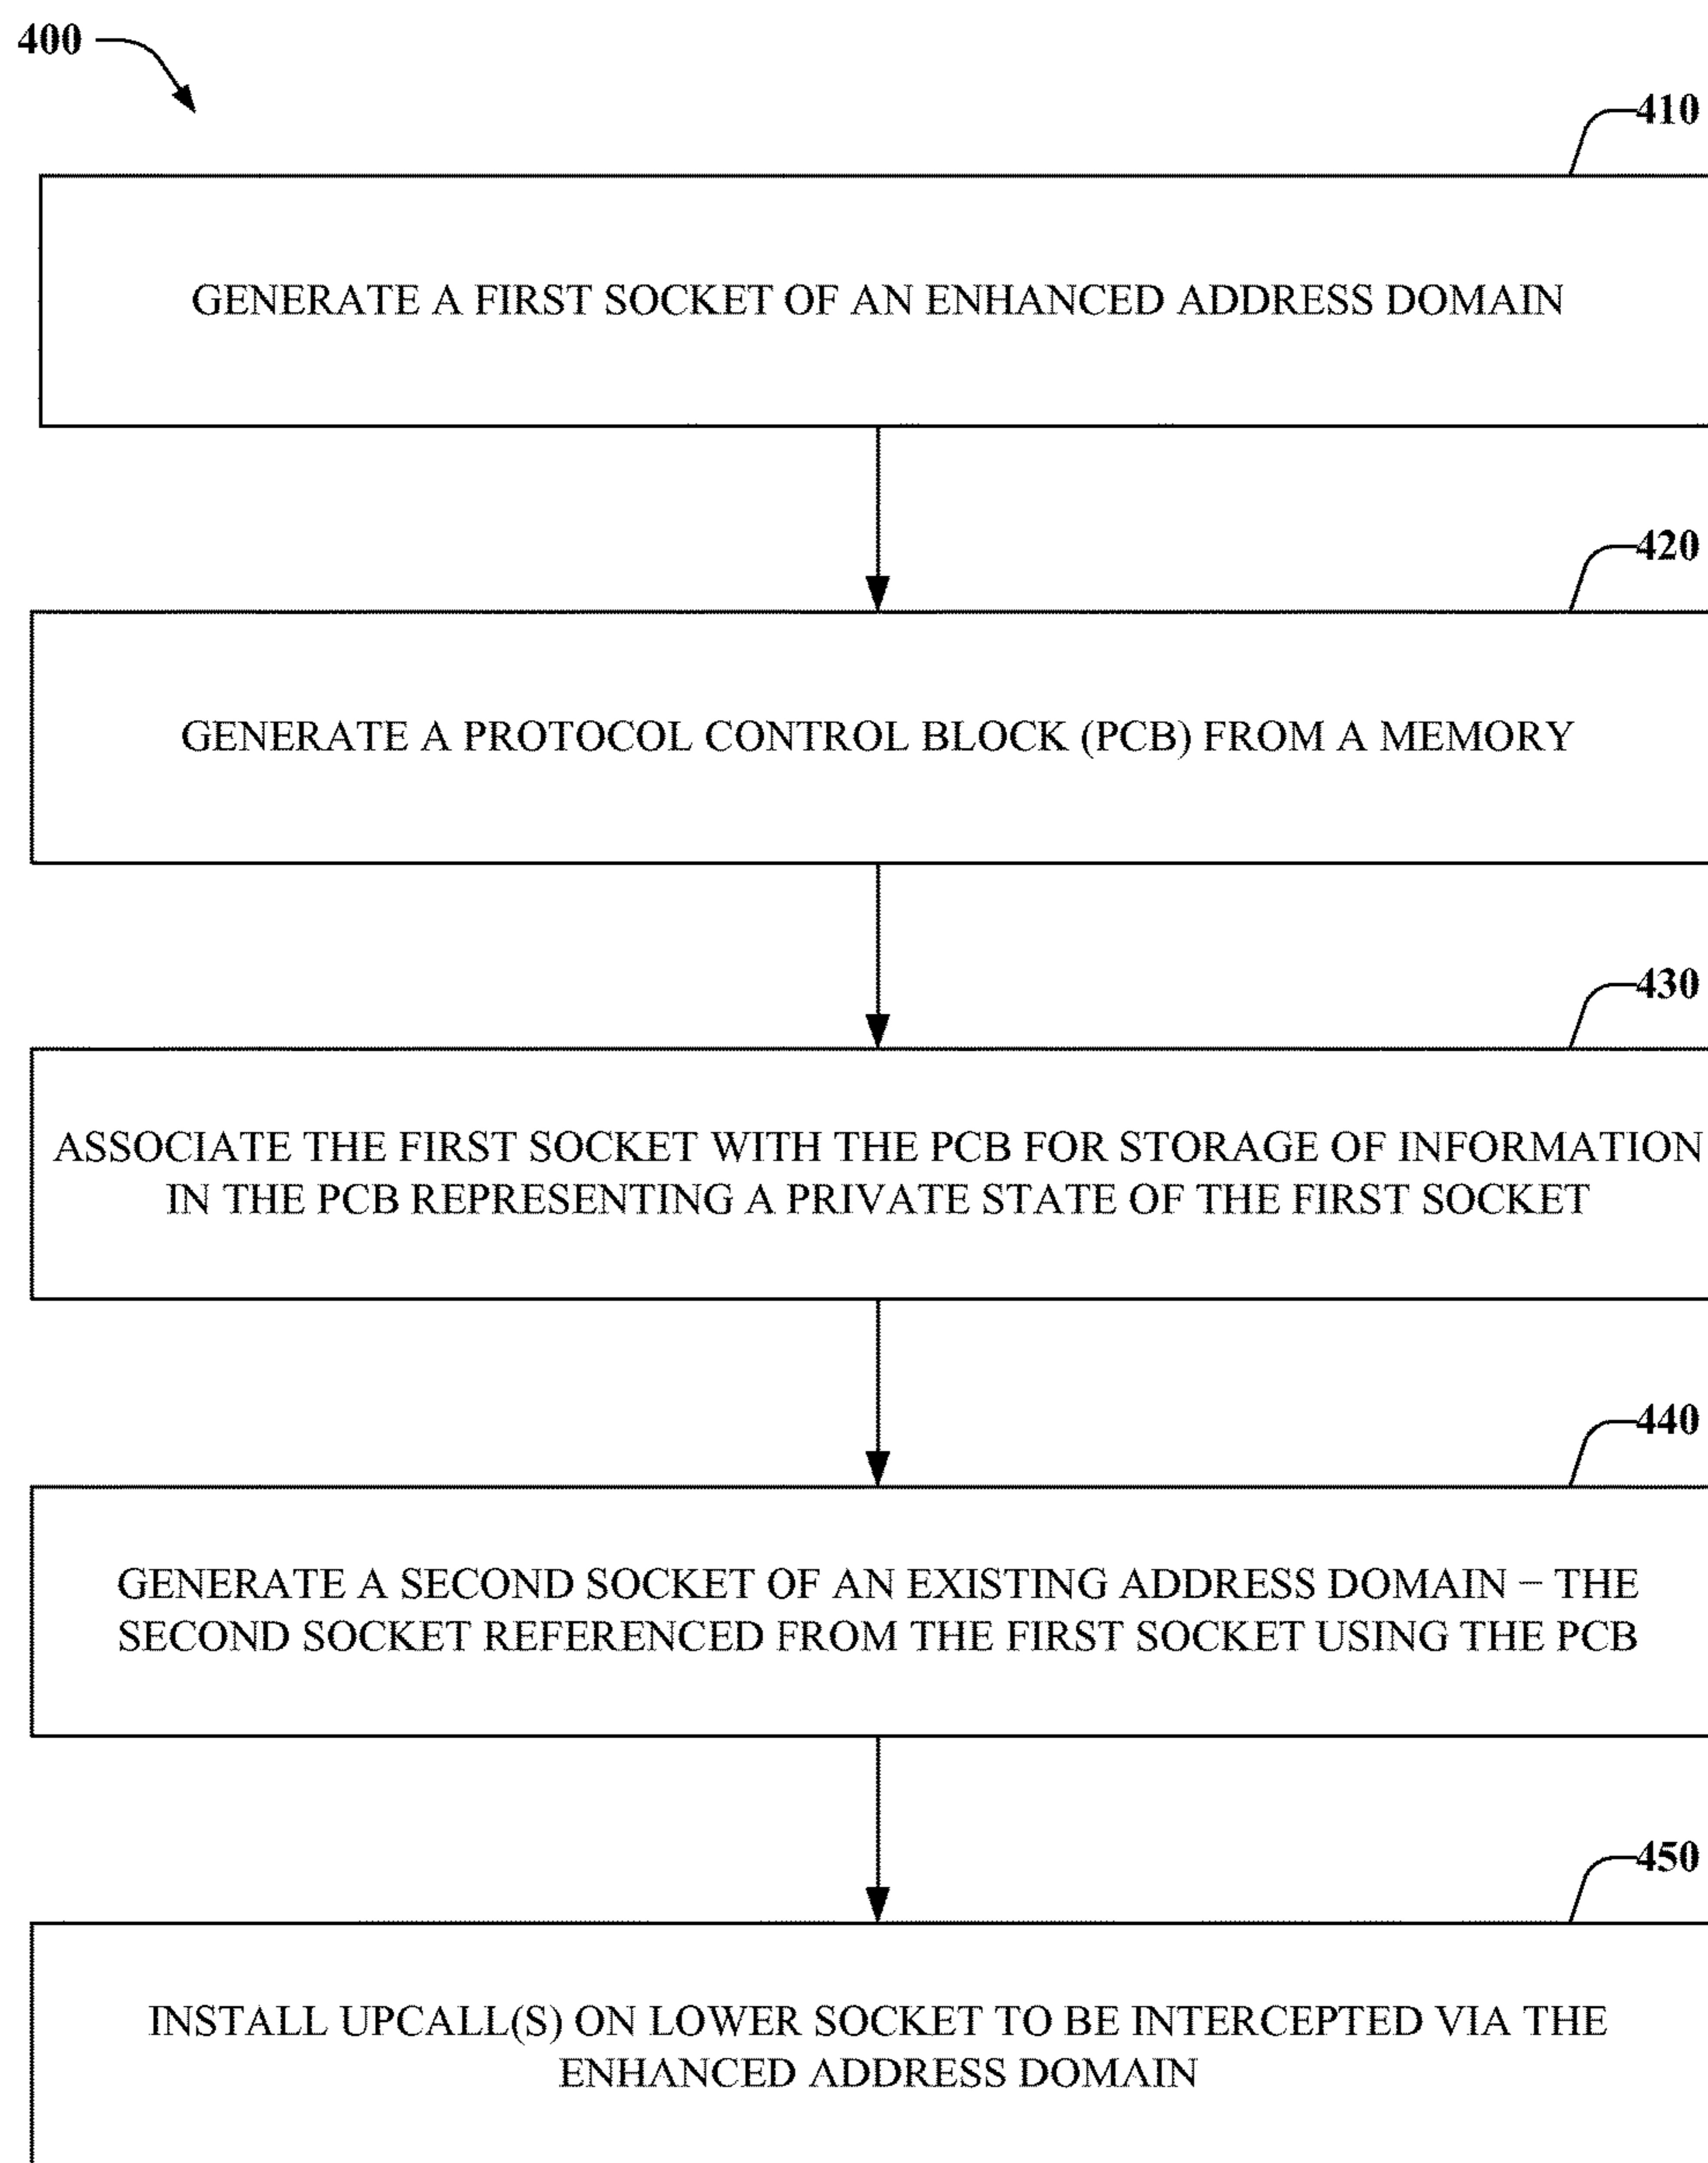 400
410
GENERATE A FIRST SOCKET OF AN ENHANCED ADDRESS DOMAIN
420
GENERATE A PROTOCOL CONTROL BLOCK (PCB) FROM A MEMORY
430
ASSOCIATE THE FIRST SOCKET WITH THE PCB FOR STORAGE OF INFORMATION
IN THE PCB REPRESENTING A PRIVATE STATE OF THE FIRST SOCKET
440
GENERATE A SECOND SOCKET OF AN EXISTING ADDRESS DOMAIN – THE
SECOND SOCKET REFERENCED FROM THE FIRST SOCKET USING THE PCB
450
INSTALL UPCALL(S) ON LOWER SOCKET TO BE INTERCEPTED VIA THE
ENHANCED ADDRESS DOMAIN